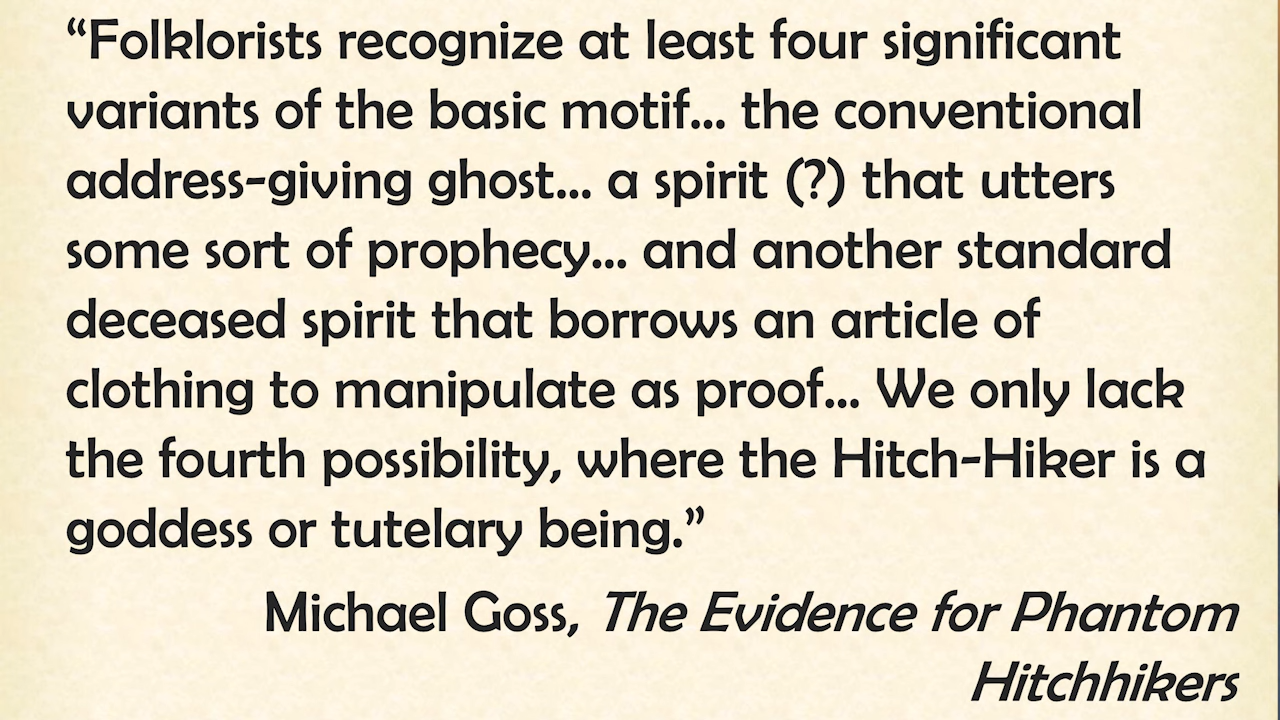 “Folklorists recognize at least four significant
variants of the basic motif... the conventional
address-giving ghost... a spirit (?) that utters
some sort of prophecy... and another standard
deceased spirit that borrows an article of
clothing to manipulate as proof... We only lack
the fourth possibility, where the Hitch-Hiker is a
goddess or tutelary being.”
Michael Goss, The Evidence for Phantom
Hitchhikers